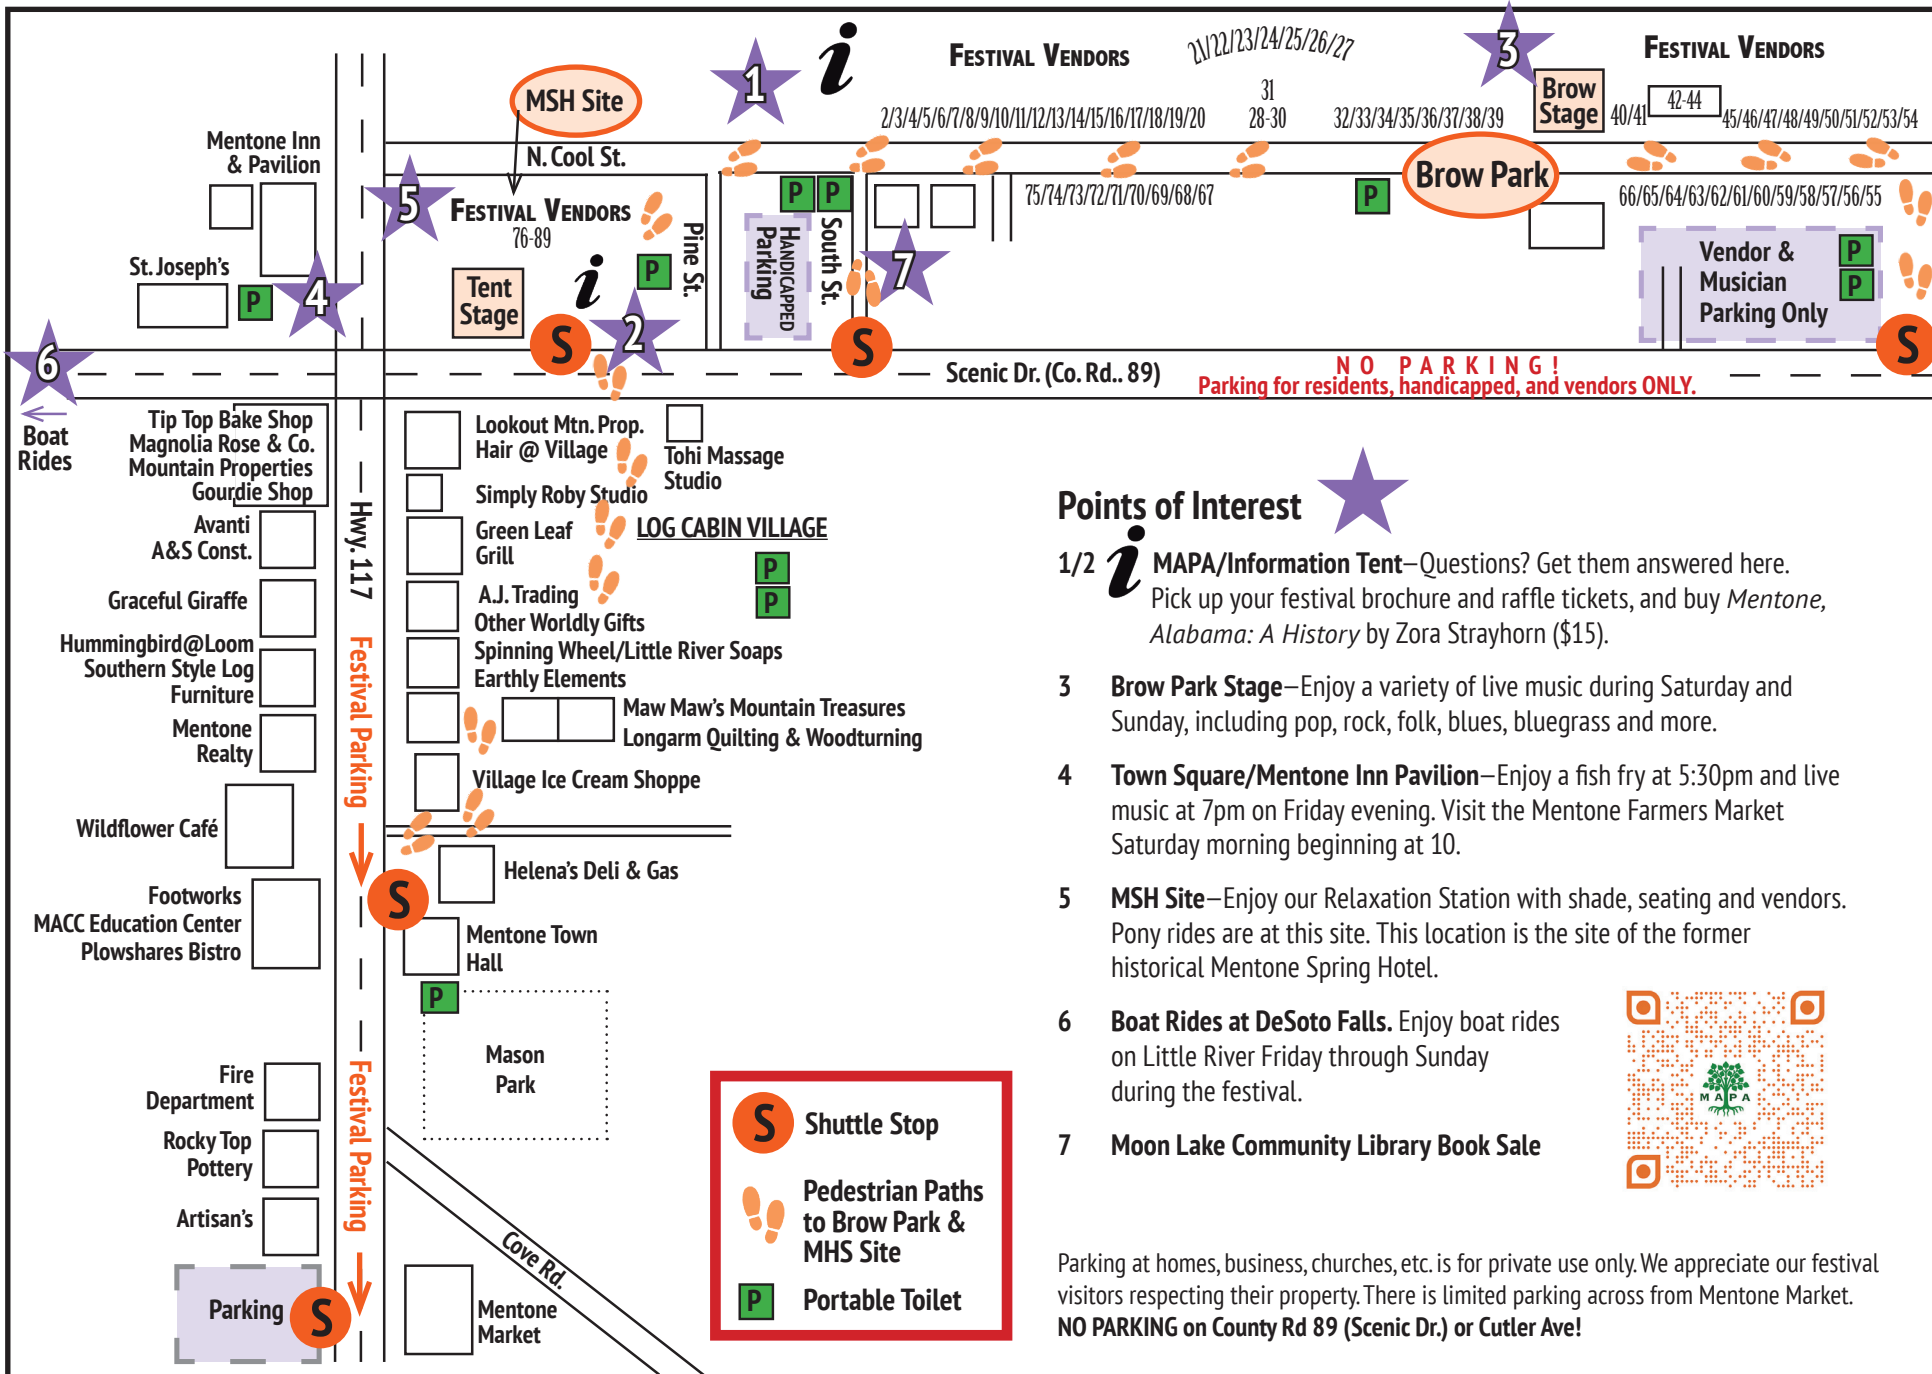 1
i
FESTIVAL VENDORS
21/22/23/24/25/26/27
3
FESTIVAL VENDORS
MSH Site
31
28-30
Brow
Stage
42-44
2/3/4/5/6/7/8/9/10/11/12/13/14/15/16/17/18/19/20
32/33/34/35/36/37/38/39
40/41
45/46/47/48/49/50/51/52/53/54
Mentone Inn
& Pavilion
N. Cool St.
Brow Park
5
FESTIVAL VENDORS
76-89
P
P
75/74/73/72/71/70/69/68/67
P
66/65/64/63/62/61/60/59/58/57/56/55
Pine St.
HANDICAPPED
Parking
South St.
7
Vendor &
Musician
Parking Only
P
P
St. Joseph's
P
4
Tent
Stage
i
P
S
2
S
S
6
Scenic Dr. (Co. Rd.. 89)
NO PARKING!
Parking for residents, handicapped, and vendors ONLY.
Boat
Rides
Tip Top Bake Shop
Magnolia Rose & Co.
Mountain Properties
Gourdie Shop
Avanti
A&S Const.
Graceful Giraffe
Hummingbird@Loom
Southern Style Log
Furniture
Mentone
Realty
Wildflower Café
Footworks
MACC Education Center
Plowshares Bistro
Fire
Department
Rocky Top
Pottery
Artisan's
Parking
S
Hwy. 117
Festival Parking
Festival Parking
Lookout Mtn. Prop.
Hair @ Village
Tohi Massage
Studio
Simply Roby Studio
Green Leaf
Grill
LOG CABIN VILLAGE
P
P
A.J. Trading
Other Worldly Gifts
Spinning Wheel/Little River Soaps
Earthly Elements
Maw Maw's Mountain Treasures
Longarm Quilting & Woodturning
Village Ice Cream Shoppe
Helena's Deli & Gas
S
Mentone Town
Hall
P
Mason
Park
Cove Rd.
Mentone
Market
S
Shuttle Stop
Pedestrian Paths
to Brow Park &
MHS Site
P
Portable Toilet
Points of Interest
1/2 i MAPA/Information Tent—Questions? Get them answered here.
Pick up your festival brochure and raffle tickets, and buy Mentone,
Alabama: A History by Zora Strayhorn ($15).
3 Brow Park Stage—Enjoy a variety of live music during Saturday and
Sunday, including pop, rock, folk, blues, bluegrass and more.
4 Town Square/Mentone Inn Pavilion—Enjoy a fish fry at 5:30pm and live
music at 7pm on Friday evening. Visit the Mentone Farmers Market
Saturday morning beginning at 10.
5 MSH Site—Enjoy our Relaxation Station with shade, seating and vendors.
Pony rides are at this site. This location is the site of the former
historical Mentone Spring Hotel.
6 Boat Rides at DeSoto Falls. Enjoy boat rides
on Little River Friday through Sunday
during the festival.
7 Moon Lake Community Library Book Sale
MAPA
Parking at homes, business, churches, etc. is for private use only. We appreciate our festival
visitors respecting their property. There is limited parking across from Mentone Market.
NO PARKING on County Rd 89 (Scenic Dr.) or Cutler Ave!